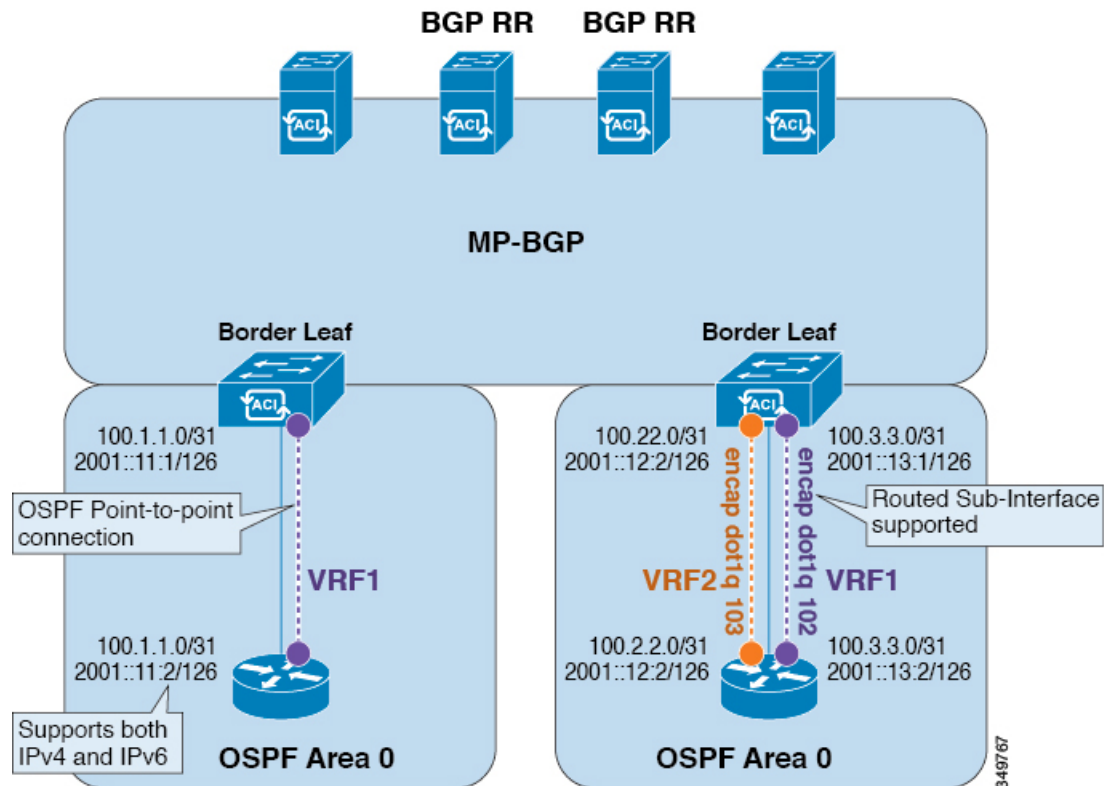 BGP RR
BGP RR
ACI
ACI
ACI
ACI
MP-BGP
Border Leaf
Border Leaf
ACI
ACI
100.1.1.0/31
2001::11:1/126
100.22.0/31
2001::12:2/126
100.3.3.0/31
2001::13:1/126
OSPF Point-to-point
connection
Routed Sub-Interface
supported
encap dot1q 103
encap dot1q 102
VRF1
VRF2
VRF1
100.1.1.0/31
2001::11:2/126
100.2.2.0/31
2001::12:2/126
100.3.3.0/31
2001::13:2/126
Supports both
IPv4 and IPv6
OSPF Area 0
OSPF Area 0
349767